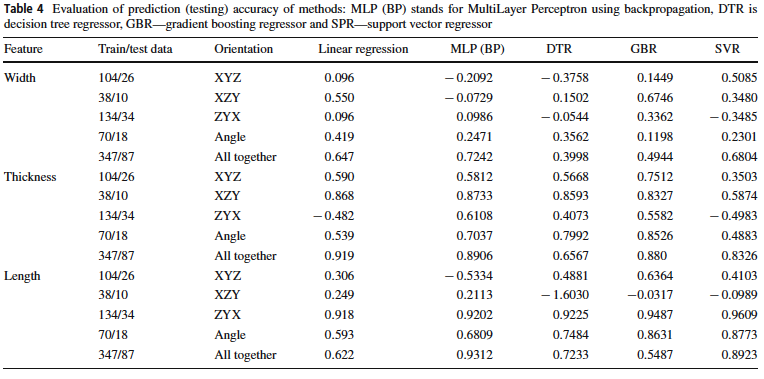 Table 4 Evaluation of prediction (testing) accuracy of methods: MLP (BP) stands for MultiLayer Perceptron using backpropagation, DTR is
decision tree regressor, GBR—gradient boosting regressor and SPR—support vector regressor
Feature Train/test data Orientation Linear regression MLP (BP) DTR GBR SVR
Width 104/26 XYZ 0.096 − 0.2092 − 0.3758 0.1449 0.5085
38/10 XZY 0.550 − 0.0729 0.1502 0.6746 0.3480
134/34 ZYX 0.096 0.0986 − 0.0544 0.3362 − 0.3485
70/18 Angle 0.419 0.2471 0.3562 0.1198 0.2301
347/87 All together 0.647 0.7242 0.3998 0.4944 0.6804
Thickness 104/26 XYZ 0.590 0.5812 0.5668 0.7512 0.3503
38/10 XZY 0.868 0.8733 0.8593 0.8327 0.5874
134/34 ZYX − 0.482 0.6108 0.4073 0.5582 − 0.4983
70/18 Angle 0.539 0.7037 0.7992 0.8526 0.4883
347/87 All together 0.919 0.8906 0.6567 0.880 0.8326
Length 104/26 XYZ 0.306 − 0.5334 0.4881 0.6364 0.4103
38/10 XZY 0.249 0.2113 − 1.6030 −0.0317 − 0.0989
134/34 ZYX 0.918 0.9202 0.9225 0.9487 0.9609
70/18 Angle 0.593 0.6809 0.7484 0.8631 0.8773
347/87 All together 0.622 0.9312 0.7233 0.5487 0.8923